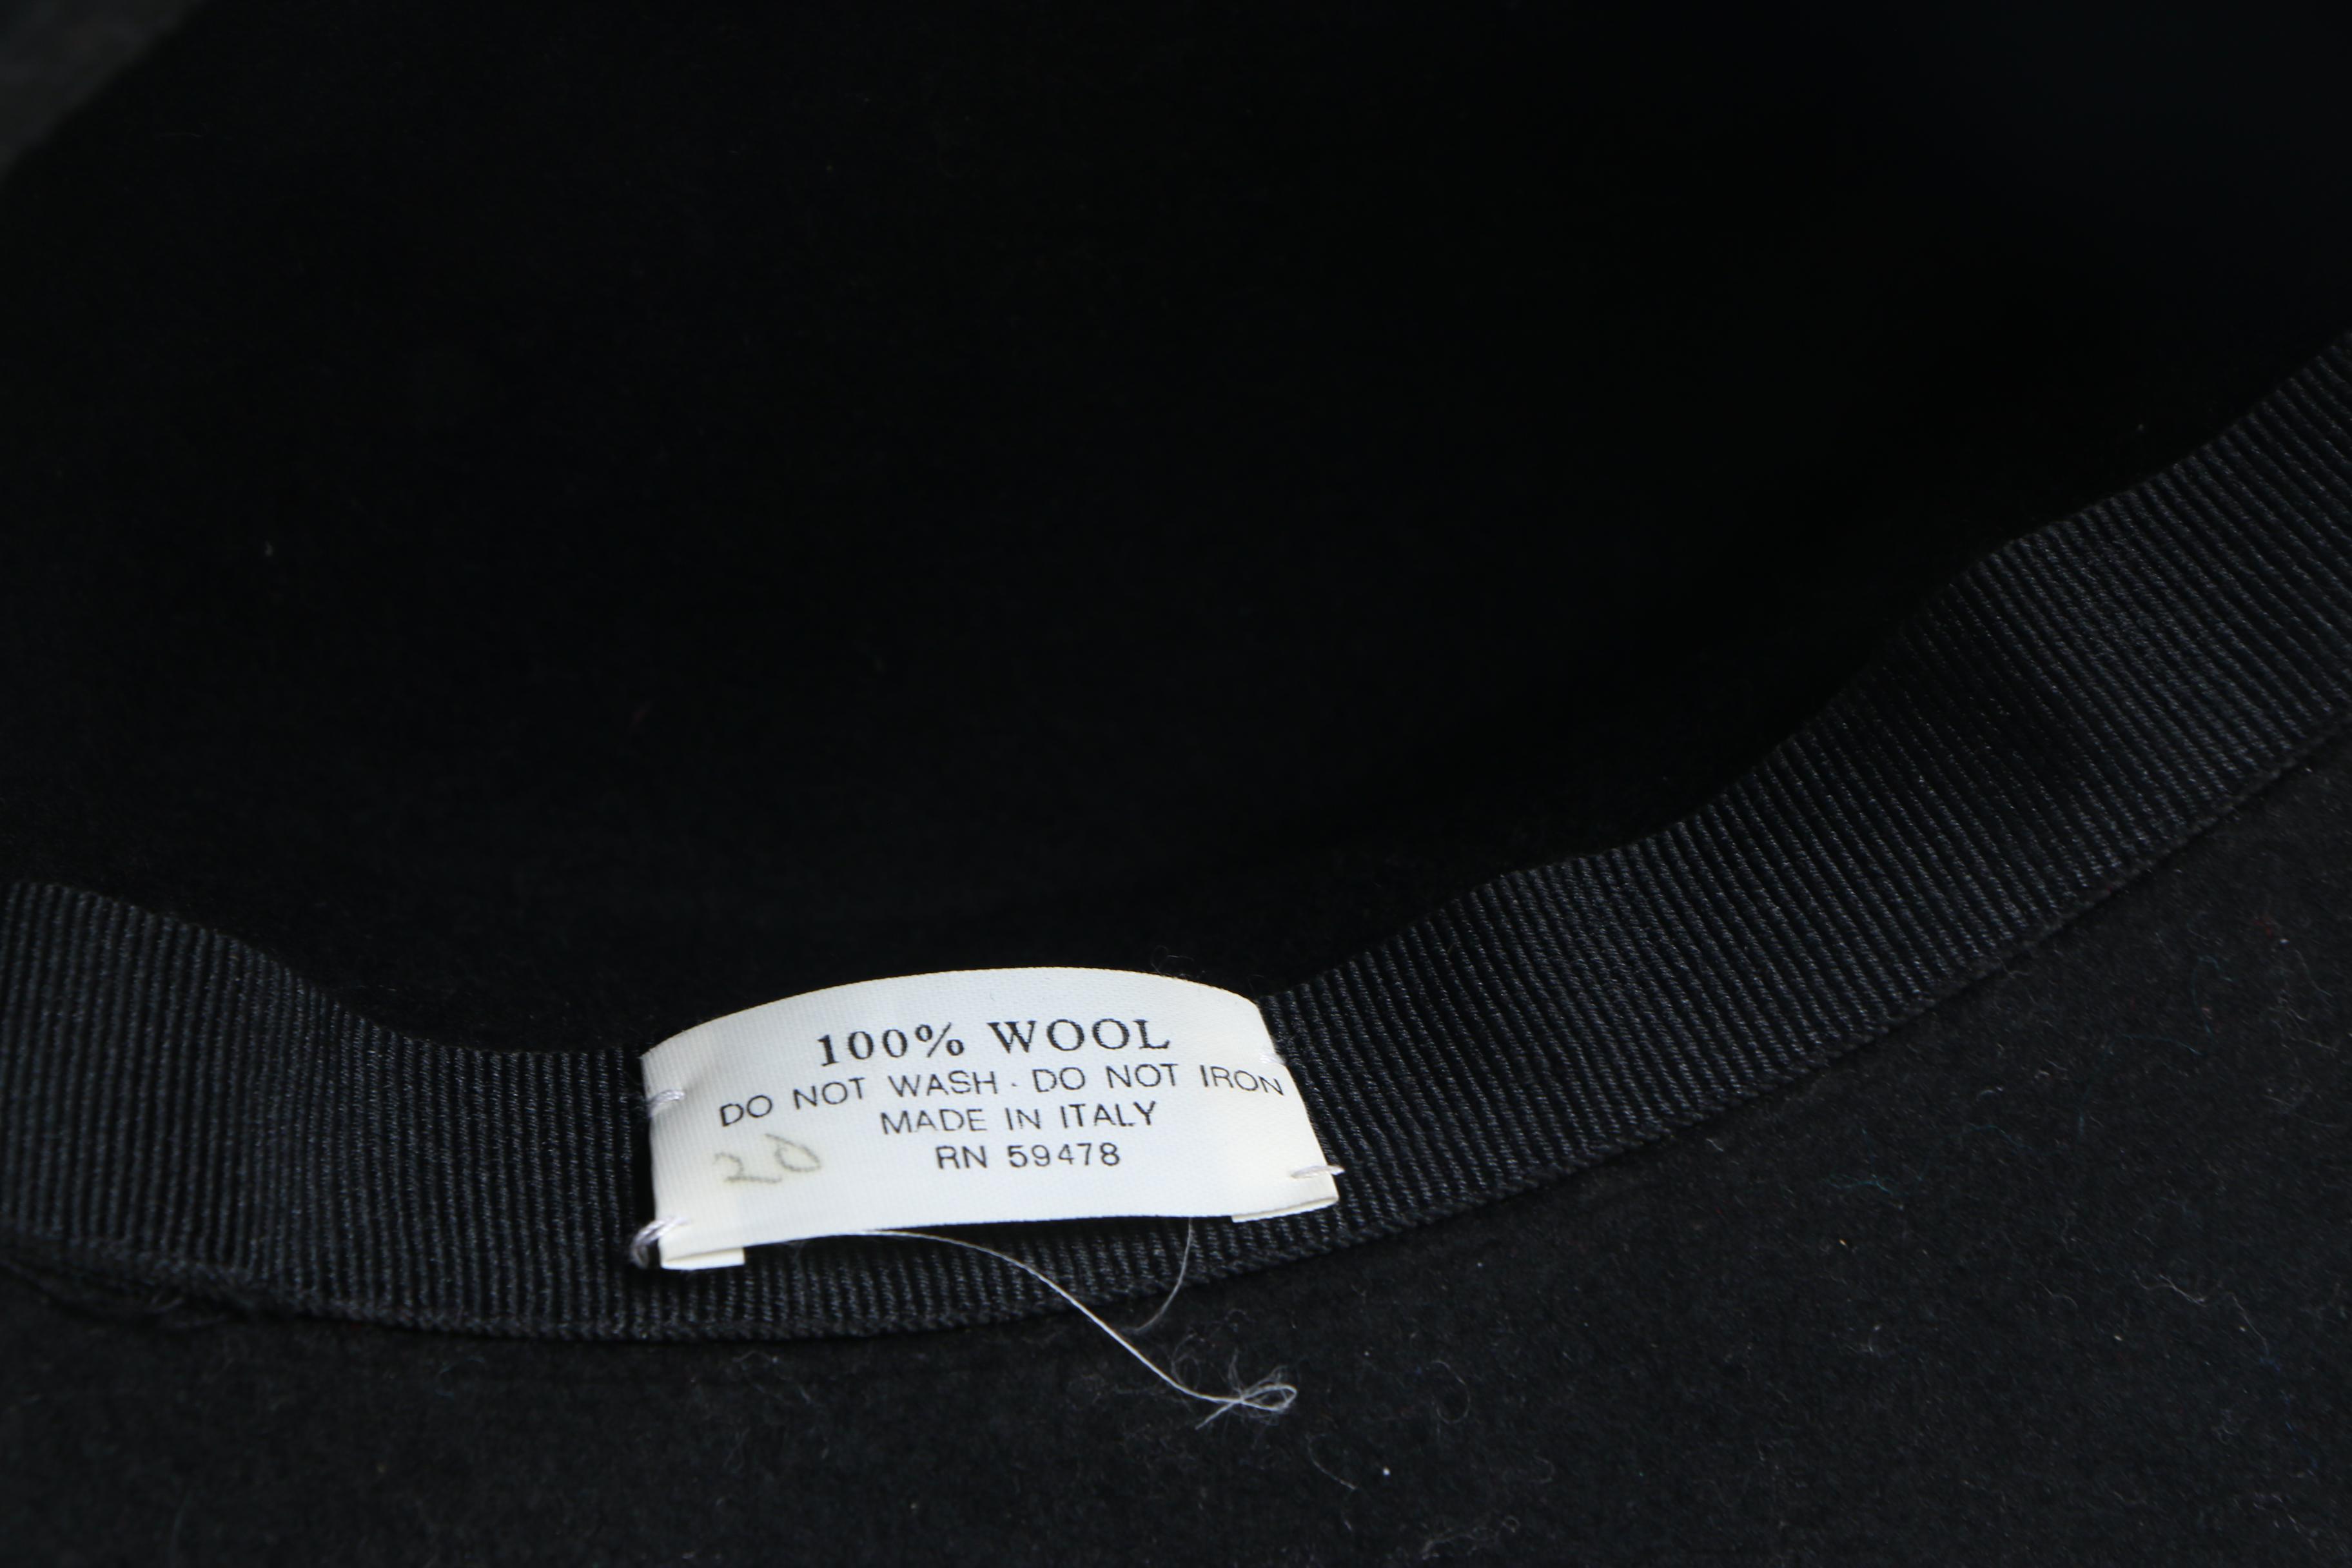 100% WOOL
DO NOT WASH · DO NOT IRON
MADE IN ITALY
RN 59478
20